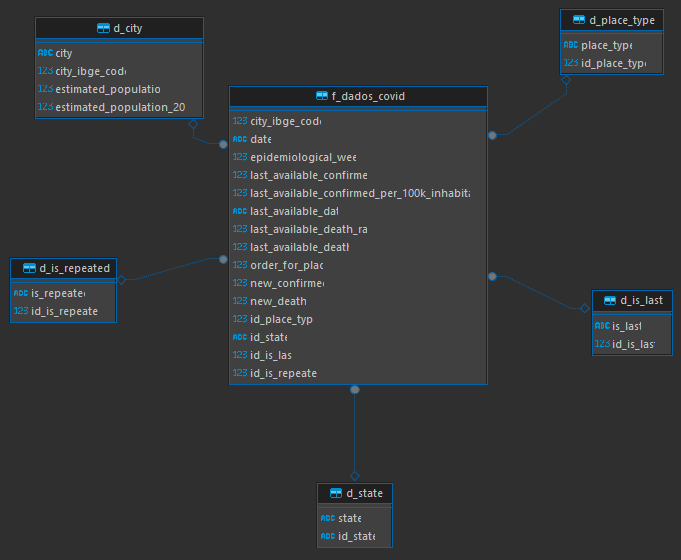 d_city
ABC city
123 city_ibge_code
123 estimated_populatio
123 estimated_population_20
d_place_type
ABC place_type
123 id_place_type
f_dados_covid
123 city_ibge_code
ABC date
123 epidemiological_wee
123 last_available_confirme
123 last_available_confirmed_per_100k_inhabita
ABC last_available_dat
123 last_available_death_ra
123 last_available_death
123 order_for_plac
123 new_confirmed
123 new_death
123 id_place_typ
ABC id_state
123 id_is_las
123 id_is_repeate
d_is_repeated
ABC is_repeated
123 id_is_repeate
d_is_last
ABC is_last
123 id_is_last
d_state
ABC state
ABC id_state